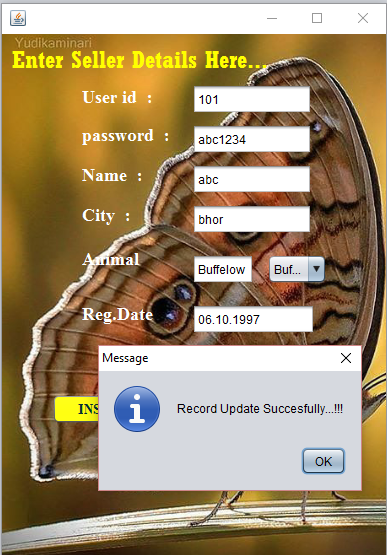 Yudikaminari
Enter Seller Details Here...
User id : 101
password : abc1234
Name : abc
City : bhor
Animal Buffelow Buf...
Reg.Date 06.10.1997
Message
Record Update Succesfully...!!!
INS
OK